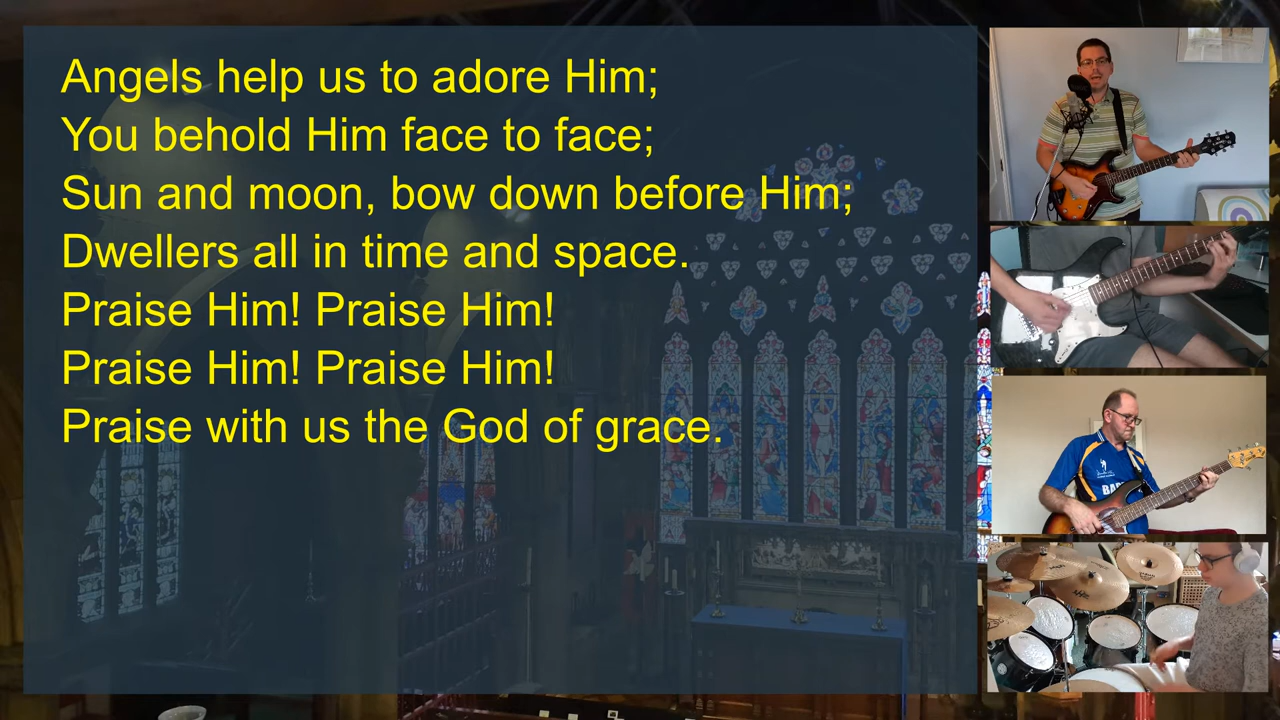 Angels help us to adore Him;
You behold Him face to face;
Sun and moon, bow down before Him;
Dwellers all in time and space.
Praise Him! Praise Him!
Praise Him! Praise Him!
Praise with us the God of grace.